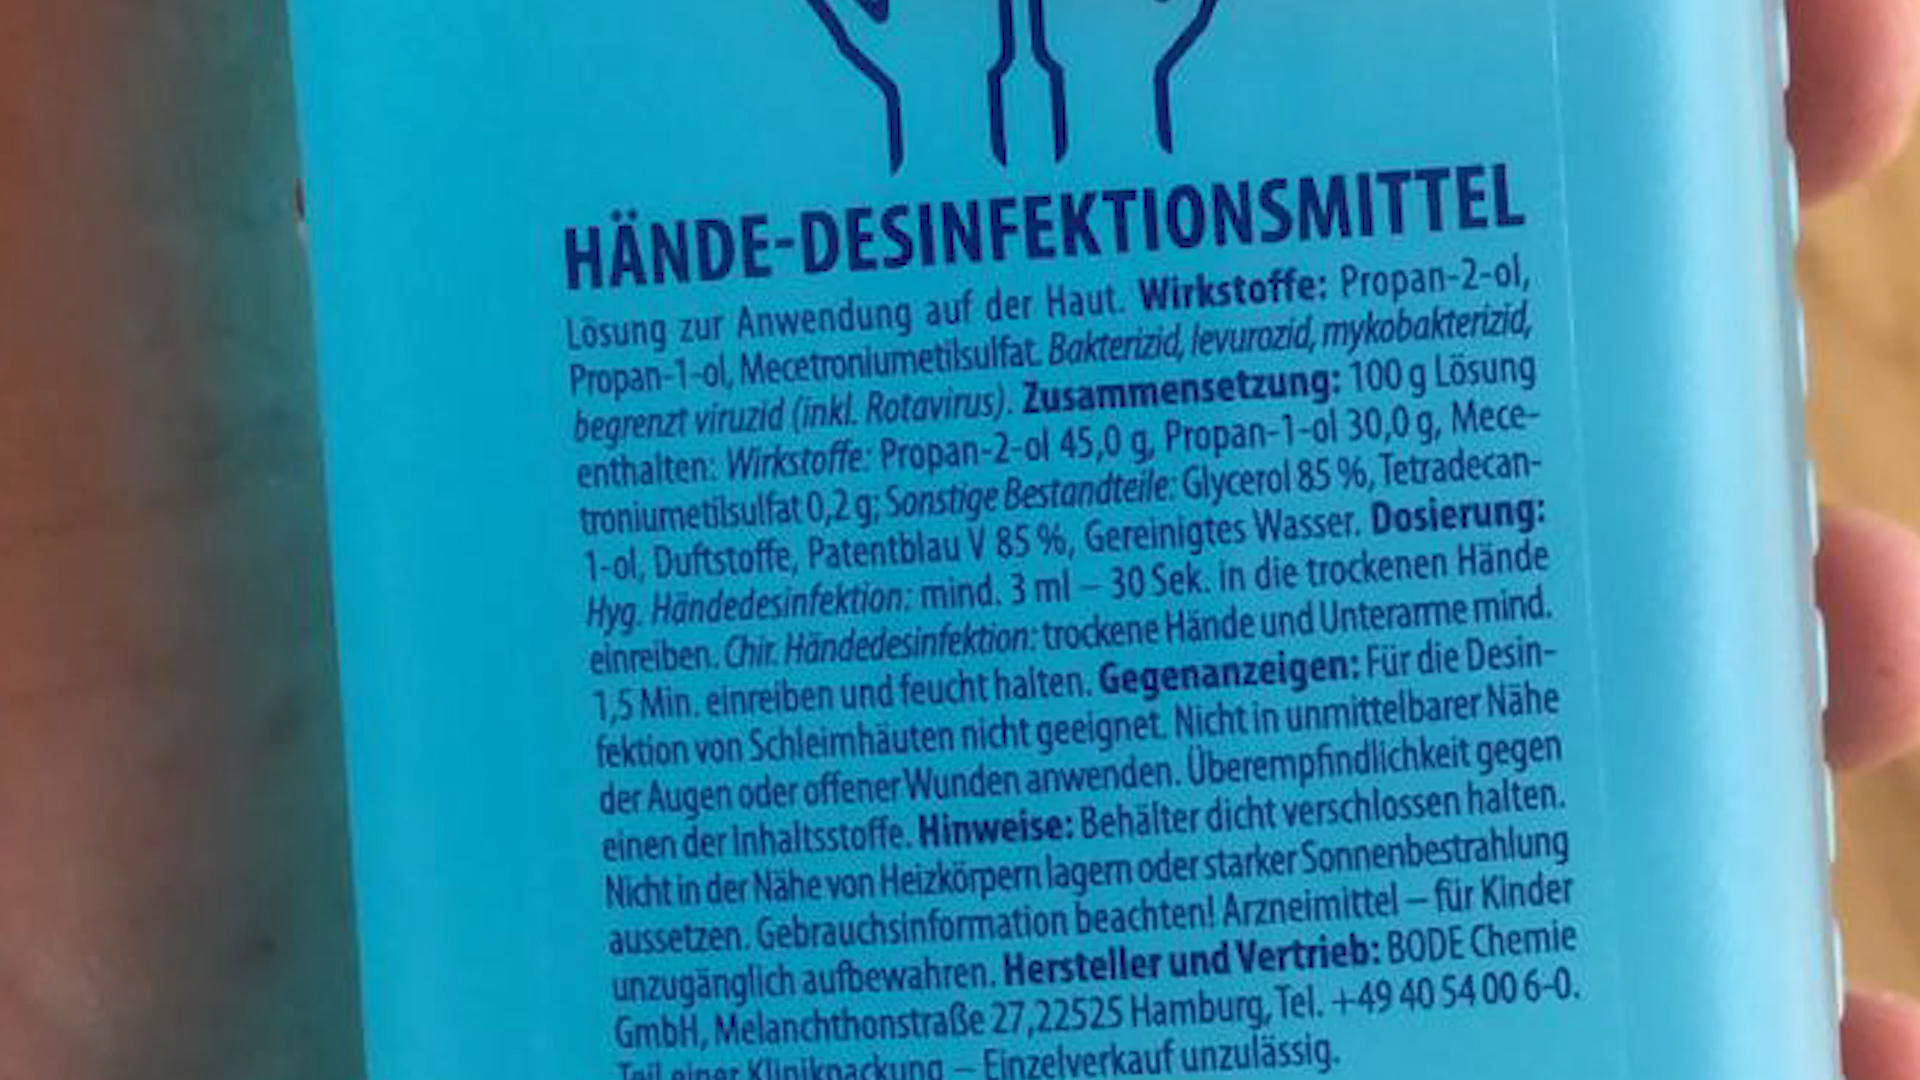 HÄNDE-DESINFEKTIONSMITTEL
Lösung zur Anwendung auf der Haut. Wirkstoffe: Propan-2-ol,
Propan-1-ol, Mecetroniumetilsulfat. Bakterizid, levurozid, mykobakterizid,
begrenzt viruzid (inkl. Rotavirus). Zusammensetzung: 100 g Lösung
enthalten: Wirkstoffe: Propan-2-ol 45,0 g, Propan-1-ol 30,0 g, Mece-
troniumetilsulfat 0,2 g; Sonstige Bestandteile: Glycerol 85 %, Tetradecan-
1-ol, Duftstoffe, Patentblau V 85 %, Gereinigtes Wasser. Dosierung:
Hyg. Händedesinfektion: mind. 3 ml – 30 Sek. in die trockenen Hände
einreiben. Chir. Händedesinfektion: trockene Hände und Unterarme mind.
1,5 Min. einreiben und feucht halten. Gegenanzeigen: Für die Desin-
fektion von Schleimhäuten nicht geeignet. Nicht in unmittelbarer Nähe
der Augen oder offener Wunden anwenden. Überempfindlichkeit gegen
einen der Inhaltsstoffe. Hinweise: Behälter dicht verschlossen halten.
Nicht in der Nähe von Heizkörpern lagern oder starker Sonnenbestrahlung
aussetzen. Gebrauchsinformation beachten! Arzneimittel – für Kinder
unzugänglich aufbewahren. Hersteller und Vertrieb: BODE Chemie
GmbH, Melanchthonstraße 27, 22525 Hamburg, Tel. +49 40 54 00 6-0.
Teil einer Klinikpackung – Einzelverkauf unzulässig.